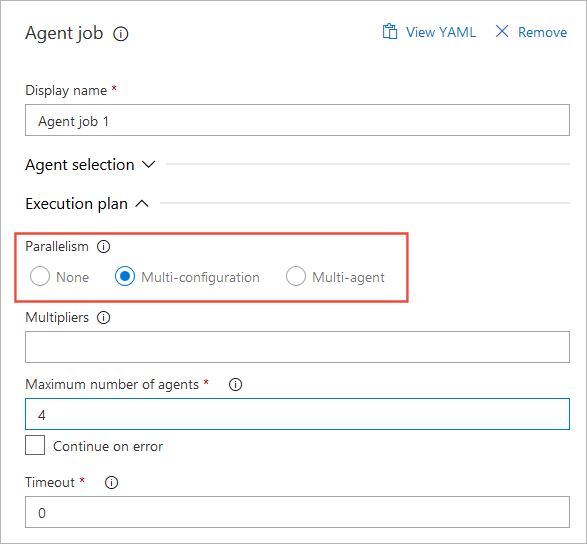 Agent job View YAML Remove
Display name *
Agent job 1
Agent selection
Execution plan
Parallelism
None Multi-configuration Multi-agent
Multipliers
Maximum number of agents *
4
Continue on error
Timeout *
0